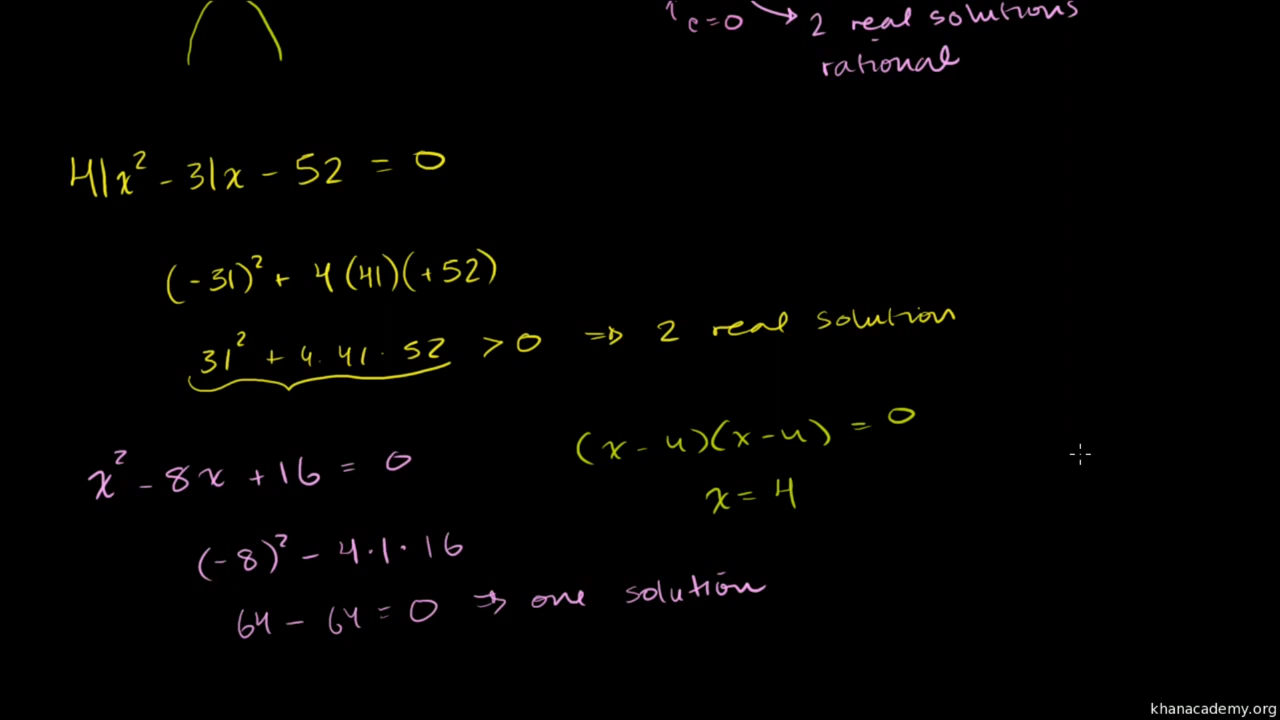 c=0 → 2 real solutions
rational
41x² - 31x - 52 = 0
(-31)² + 4(41)(+52)
31² + 4·41·52 > 0 ⇒ 2 real solution
x² - 8x + 16 = 0
(x-4)(x-4) = 0
x = 4
(-8)² - 4·1·16
64 - 64 = 0 ⇒ one solution
khanacademy.org